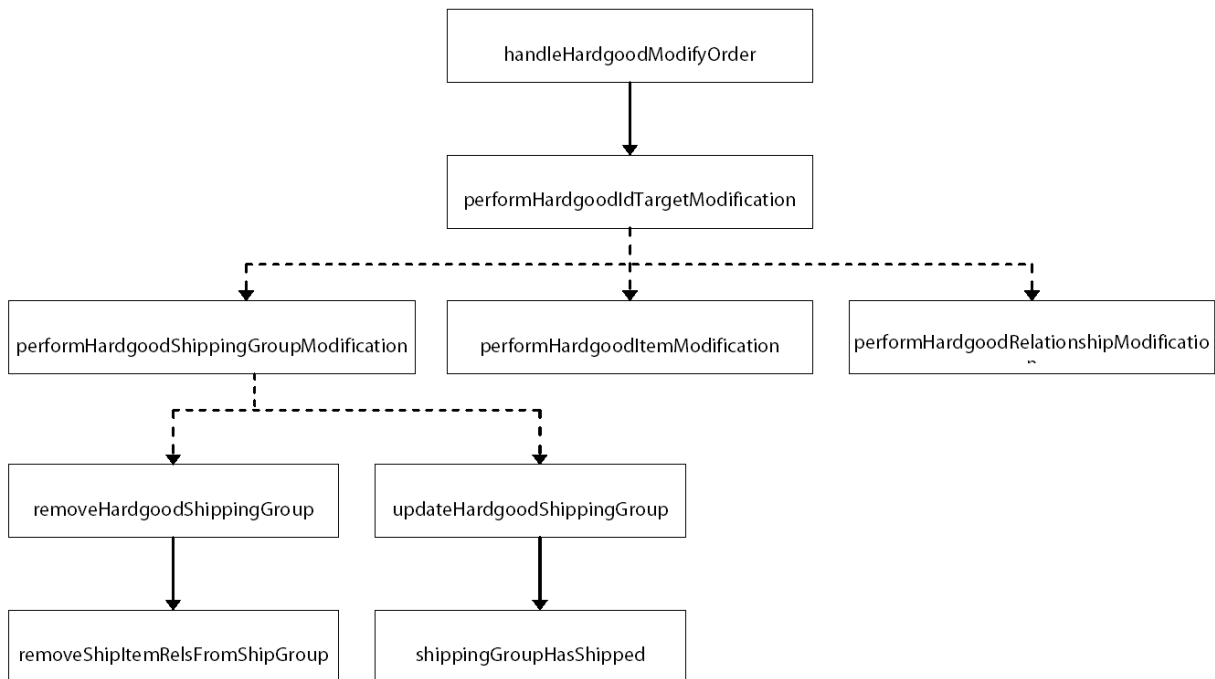 handleHardgoodModifyOrder
performHardgoodIdTargetModification
performHardgoodShippingGroupModification
performHardgoodItemModification
performHardgoodRelationshipModificatio
n
removeHardgoodShippingGroup
updateHardgoodShippingGroup
removeShipItemRelsFromShipGroup
shippingGroupHasShipped